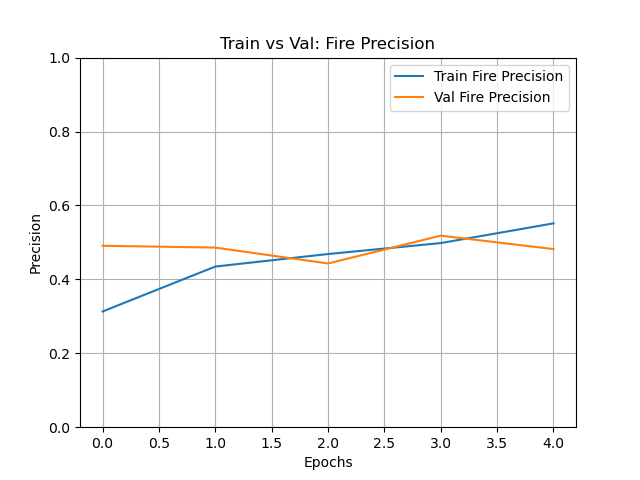 Train vs Val: Fire Precision
Train Fire Precision
Val Fire Precision
Precision
1.0
0.8
0.6
0.4
0.2
0.0
0.0 0.5 1.0 1.5 2.0 2.5 3.0 3.5 4.0
Epochs